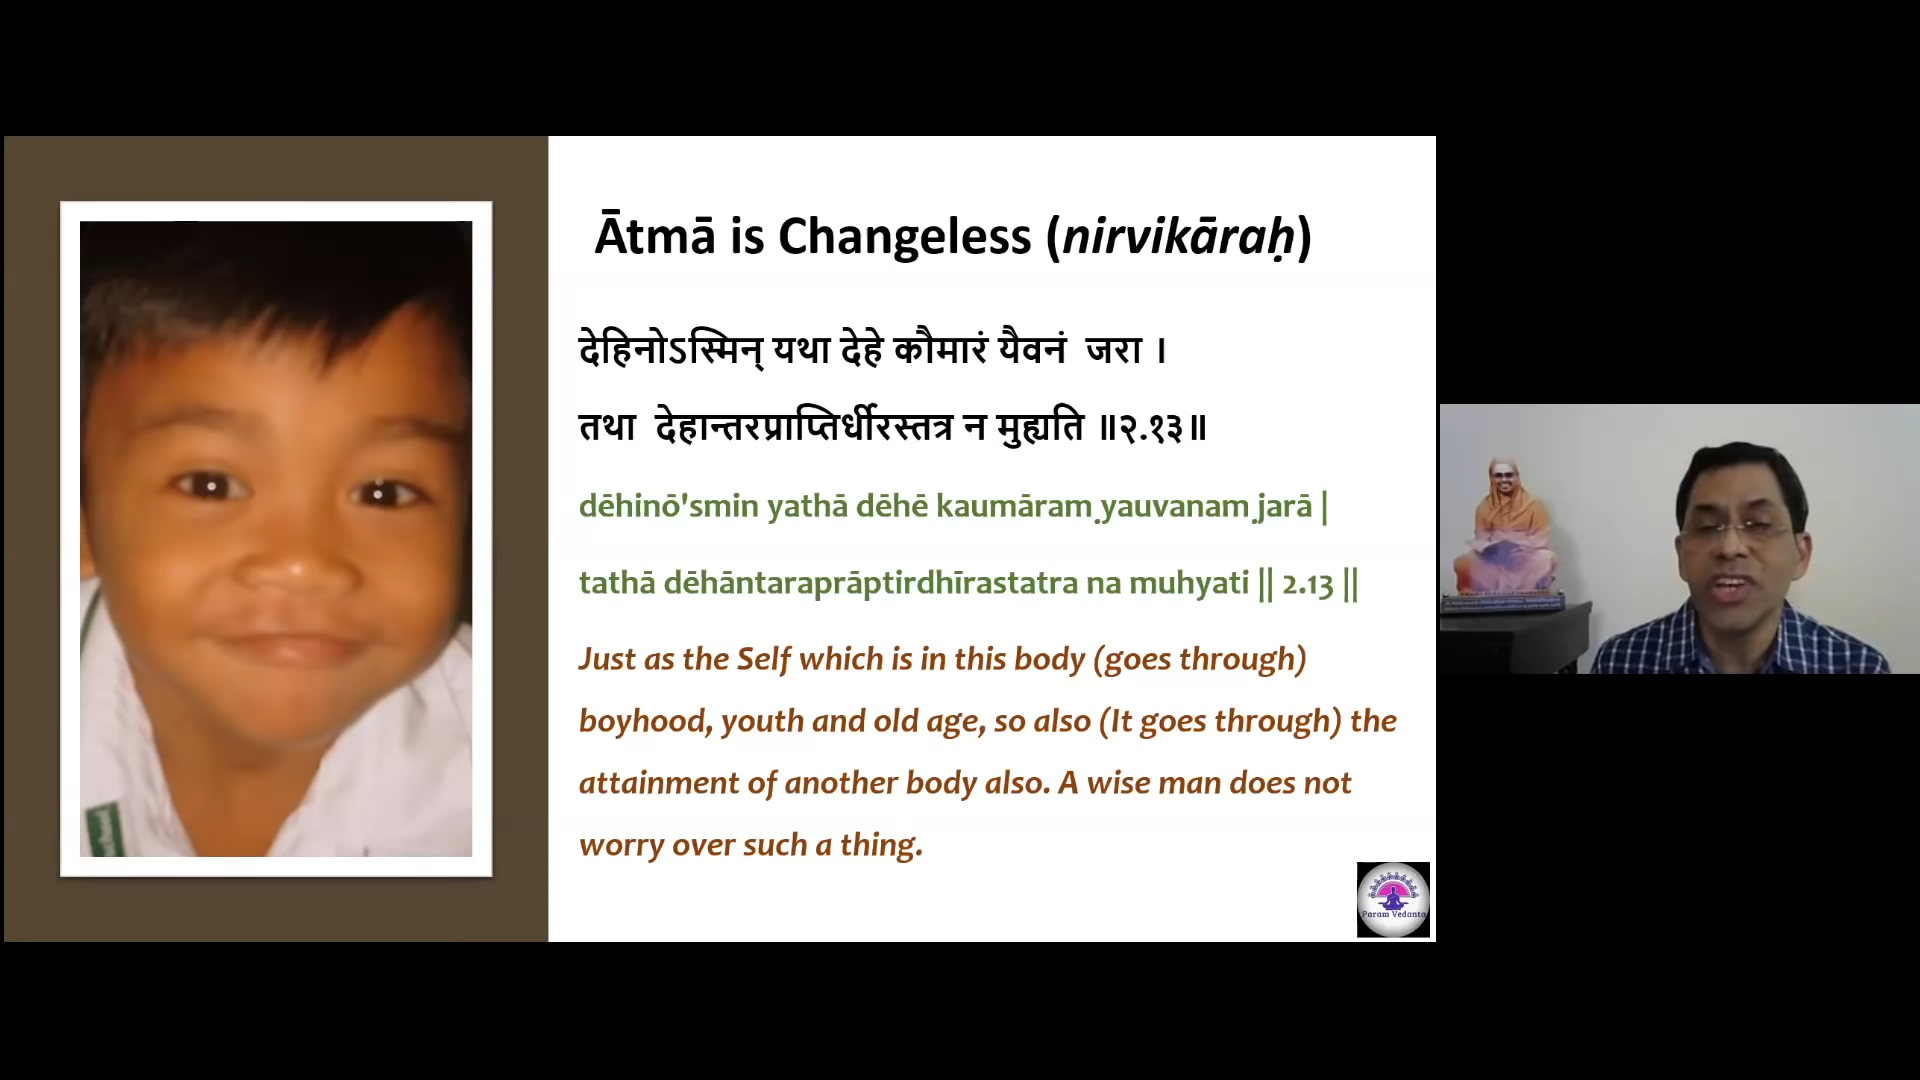 Ātmā is Changeless (nirvikāraḥ)
देहिनोऽस्मिन् यथा देहे कौमारं यैवनं जरा ।
तथा देहान्तरप्राप्तिर्धीरस्तत्र न मुह्यति ॥२.१३॥
dēhinō'smin yathā dēhē kaumāraṃ yauvanaṃ jarā |
tathā dēhāntaraprāptirdhīrastatra na muhyati || 2.13 ||
Just as the Self which is in this body (goes through)
boyhood, youth and old age, so also (It goes through) the
attainment of another body also. A wise man does not
worry over such a thing.
Param Vedanta